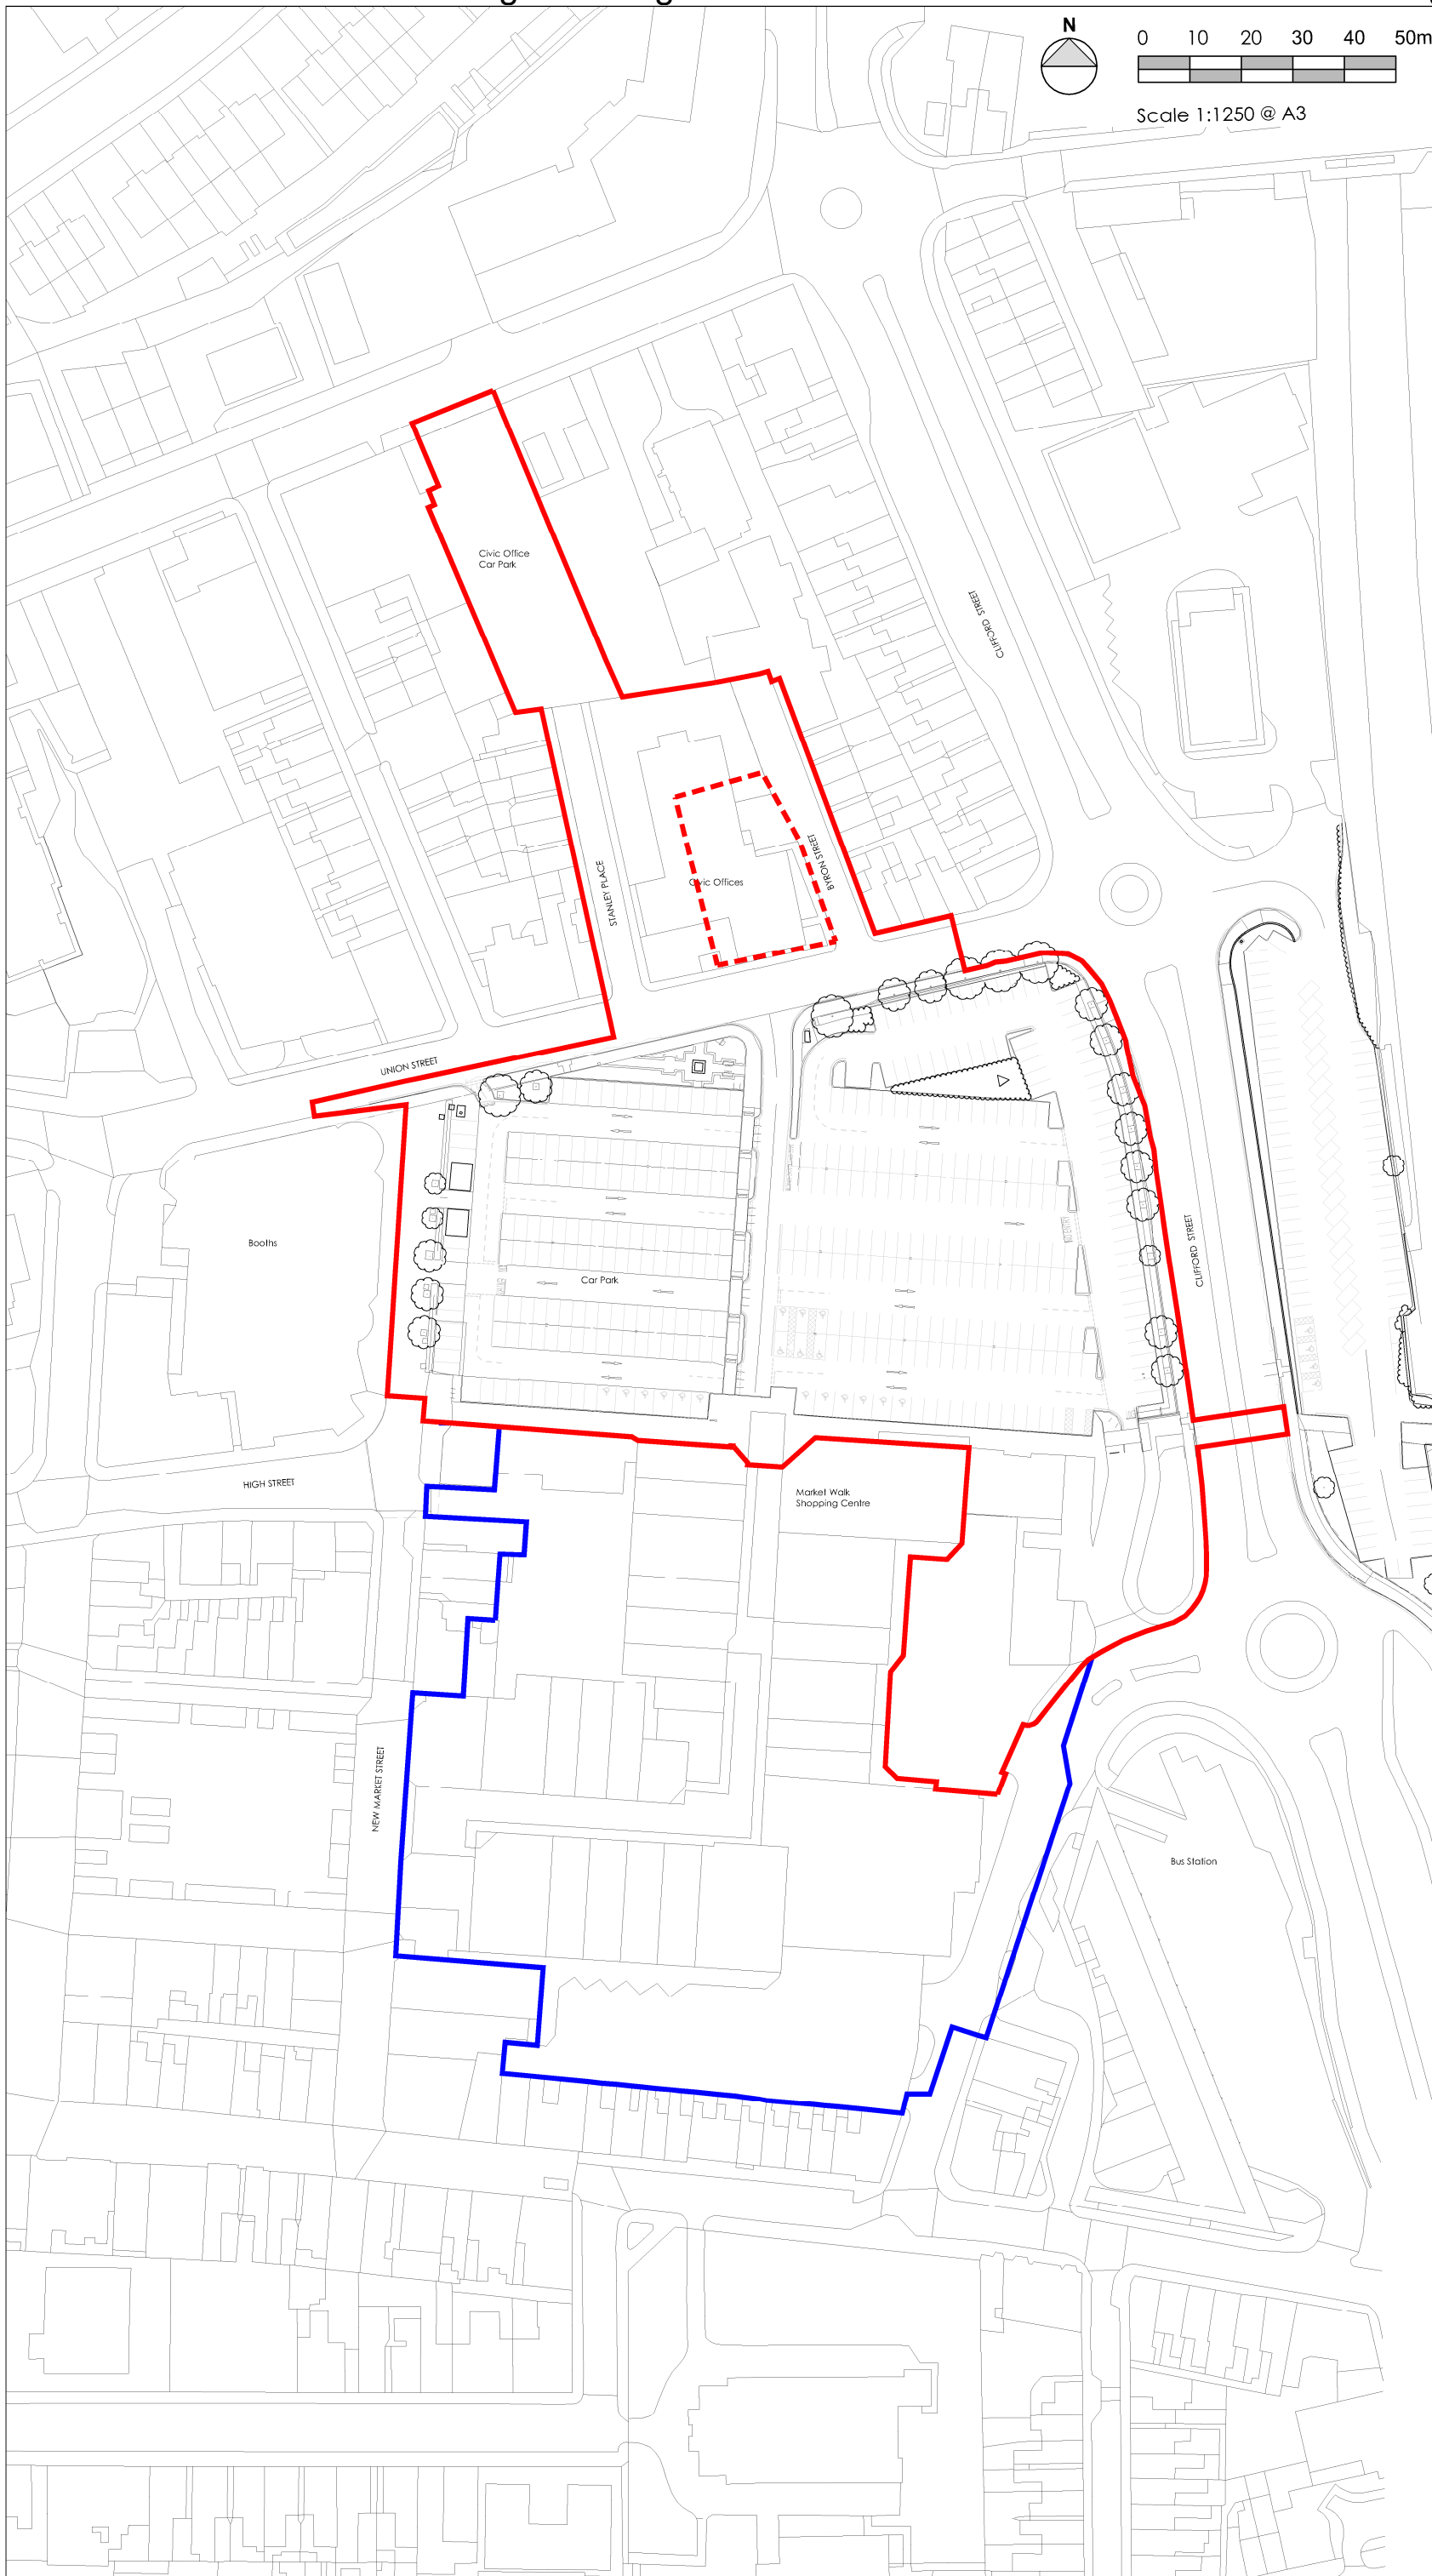 N
0 10 20 30 40 50m
Scale 1:1250 @ A3
Civic Office
Car Park
CLIFFORD STREET
STANLEY PLACE
BYRON STREET
Civic Offices
UNION STREET
Booths
Car Park
CLIFFORD STREET
HIGH STREET
Market Walk
Shopping Centre
NEW MARKET STREET
Bus Station